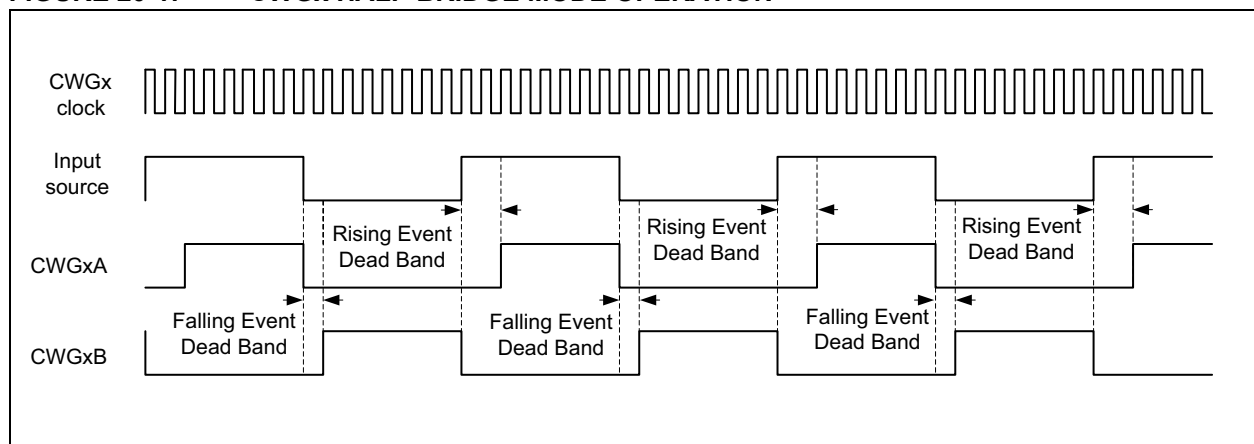 CWGx
clock
Input
source
Rising Event
Dead Band
Rising Event
Dead Band
Rising Event
Dead Band
CWGxA
Falling Event
Dead Band
Falling Event
Dead Band
Falling Event
Dead Band
CWGxB